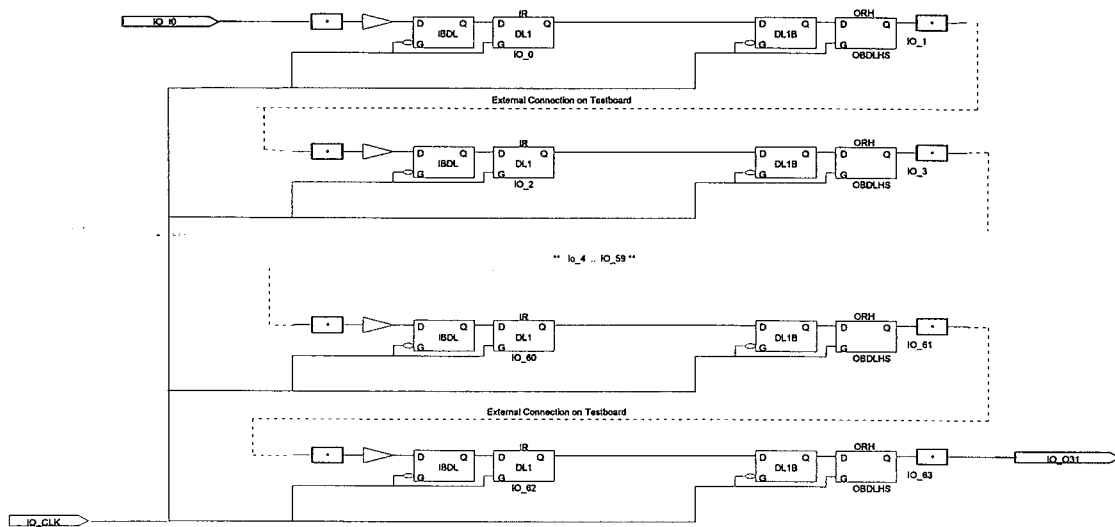 IR ORH
IO_I0 D Q D Q D Q D Q
IBDL DL1 DL1B IO_1
G G G G
IO_0 OBDLHS
External Connection on Testboard
IR ORH
D Q D Q D Q D Q
IBDL DL1 DL1B IO_3
G G G G
IO_2 OBDLHS
** Io_4 .. IO_59 **
IR ORH
D Q D Q D Q D Q
IBDL DL1 DL1B IO_61
G G G G
IO_60 OBDLHS
External Connection on Testboard
IR ORH
D Q D Q D Q D Q IO_O31
IBDL DL1 DL1B IO_63
G G G G
IO_62 OBDLHS
IO_CLK